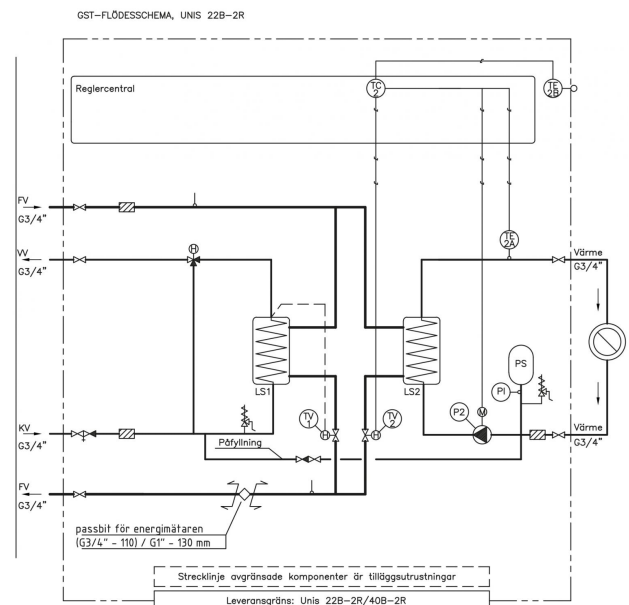 GST-FLÖDESSCHEMA, UNIS 22B-2R
Reglercentral
TC
2
TE
2B
FV
G3/4"
TE
2A
VV
G3/4"
H
Värme
G3/4"
LS1
LS2
PS
PI
TV
1
H
TV
2
H
P2
M
KV
G3/4"
Påfyllning
Värme
G3/4"
FV
G3/4"
passbit för energimätaren
(G3/4" - 110) / G1" - 130 mm
Strecklinje avgränsade komponenter är tilläggsutrustningar
Leveransgräns: Unis 22B-2R/40B-2R